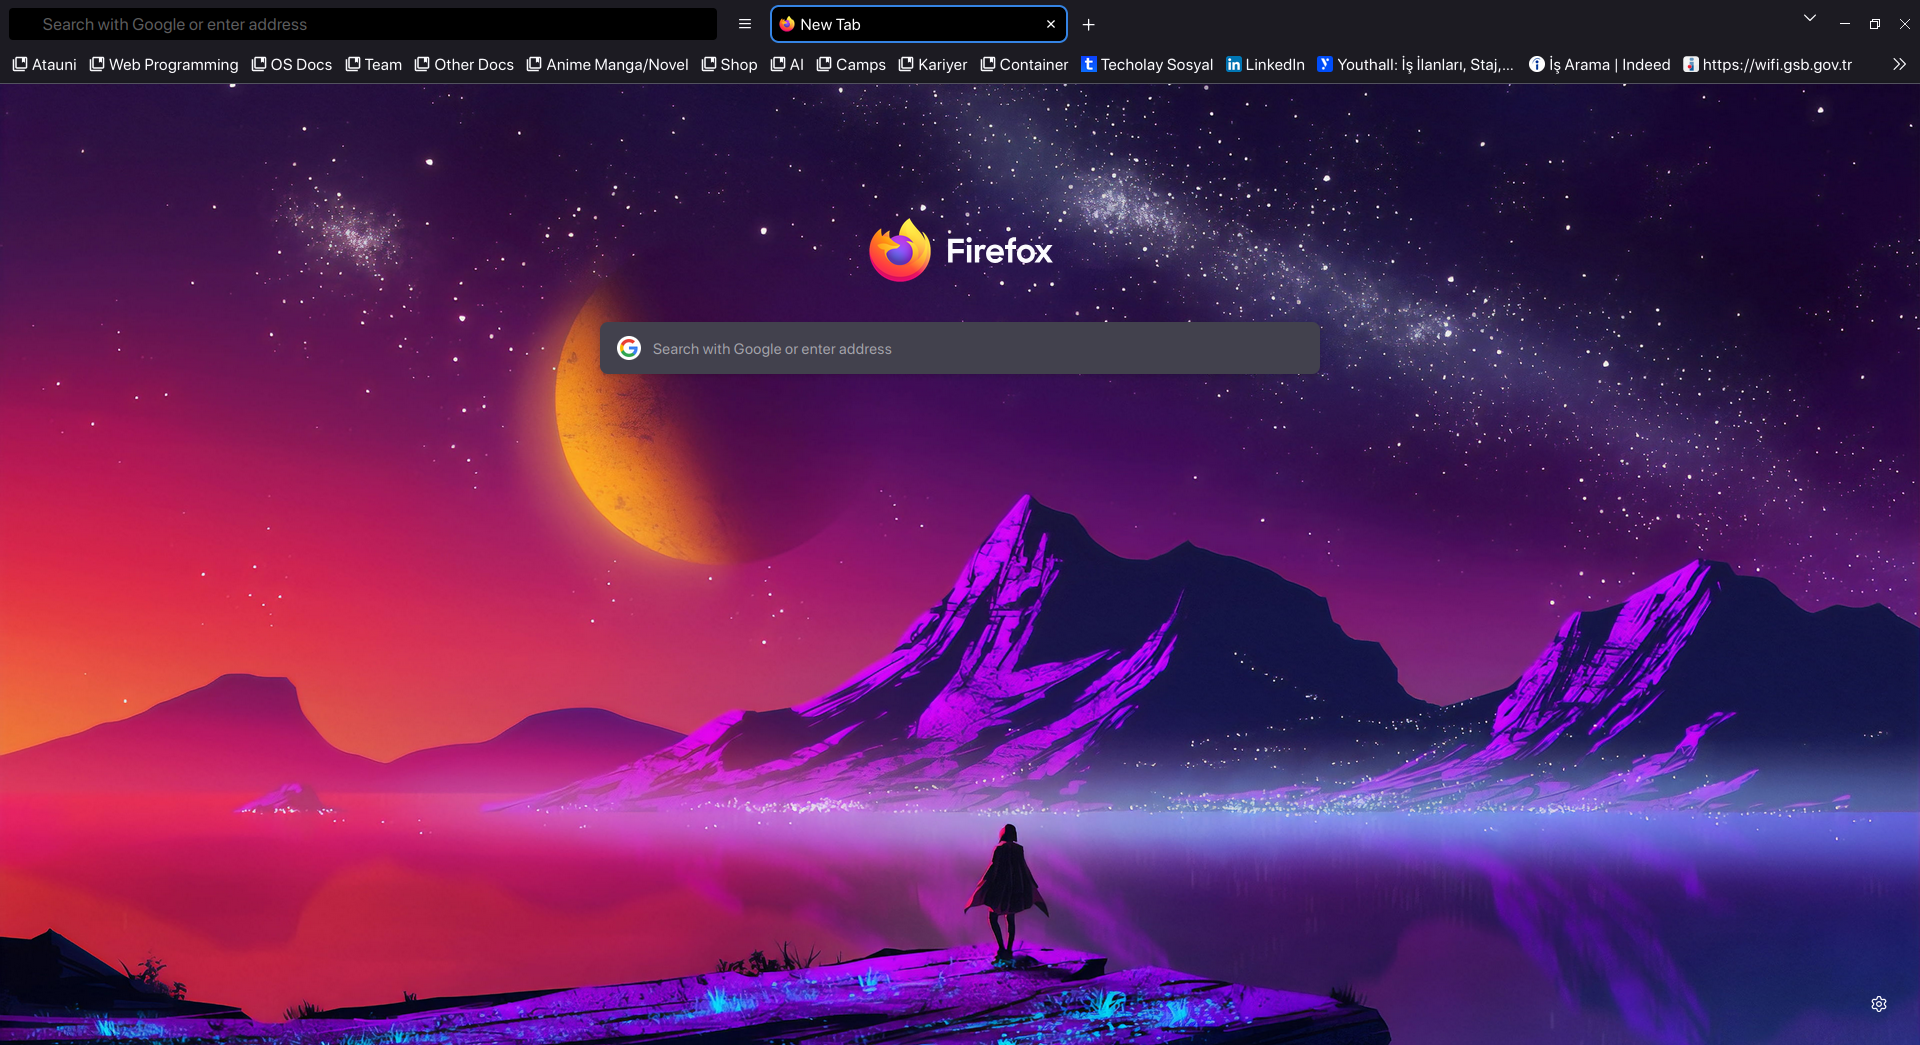 Search with Google or enter address
New Tab
Atauni Web Programming OS Docs Team Other Docs Anime Manga/Novel Shop AI Camps Kariyer Container Techolay Sosyal LinkedIn Youthall: İş İlanları, Staj,... İş Arama | Indeed https://wifi.gsb.gov.tr
Firefox
Search with Google or enter address